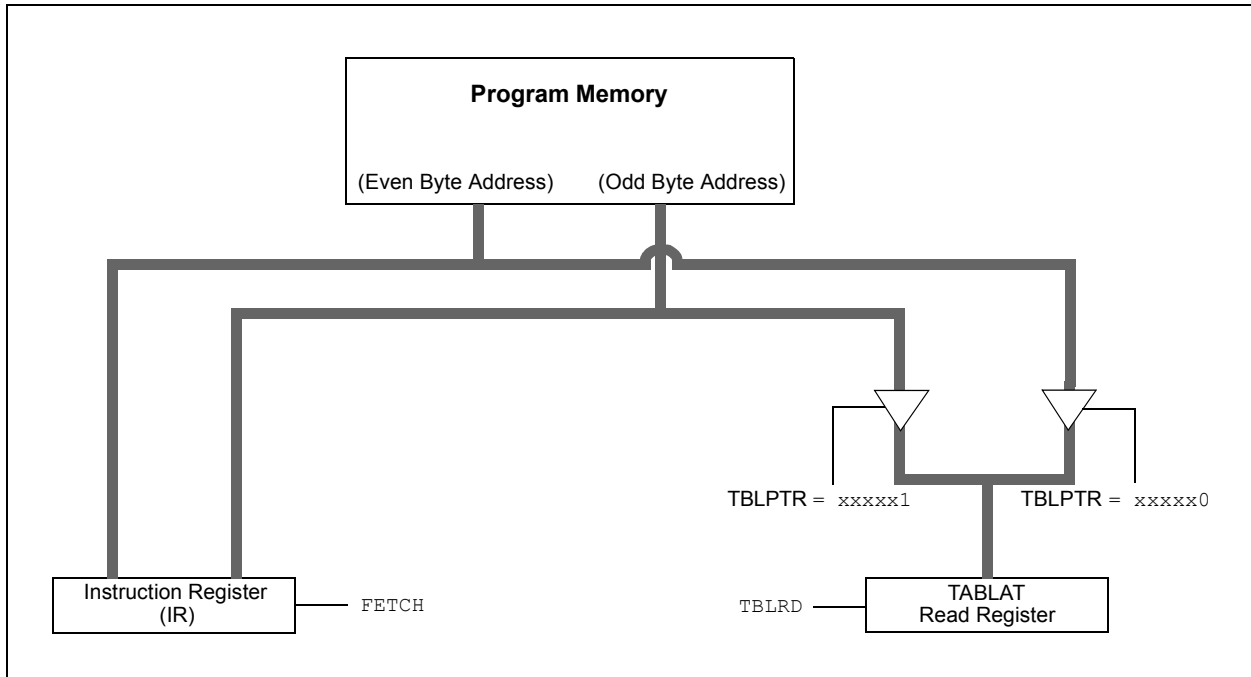 Program Memory
(Even Byte Address) (Odd Byte Address)
TBLPTR = xxxxx1 TBLPTR = xxxxx0
Instruction Register
(IR)
FETCH
TBLRD
TABLAT
Read Register